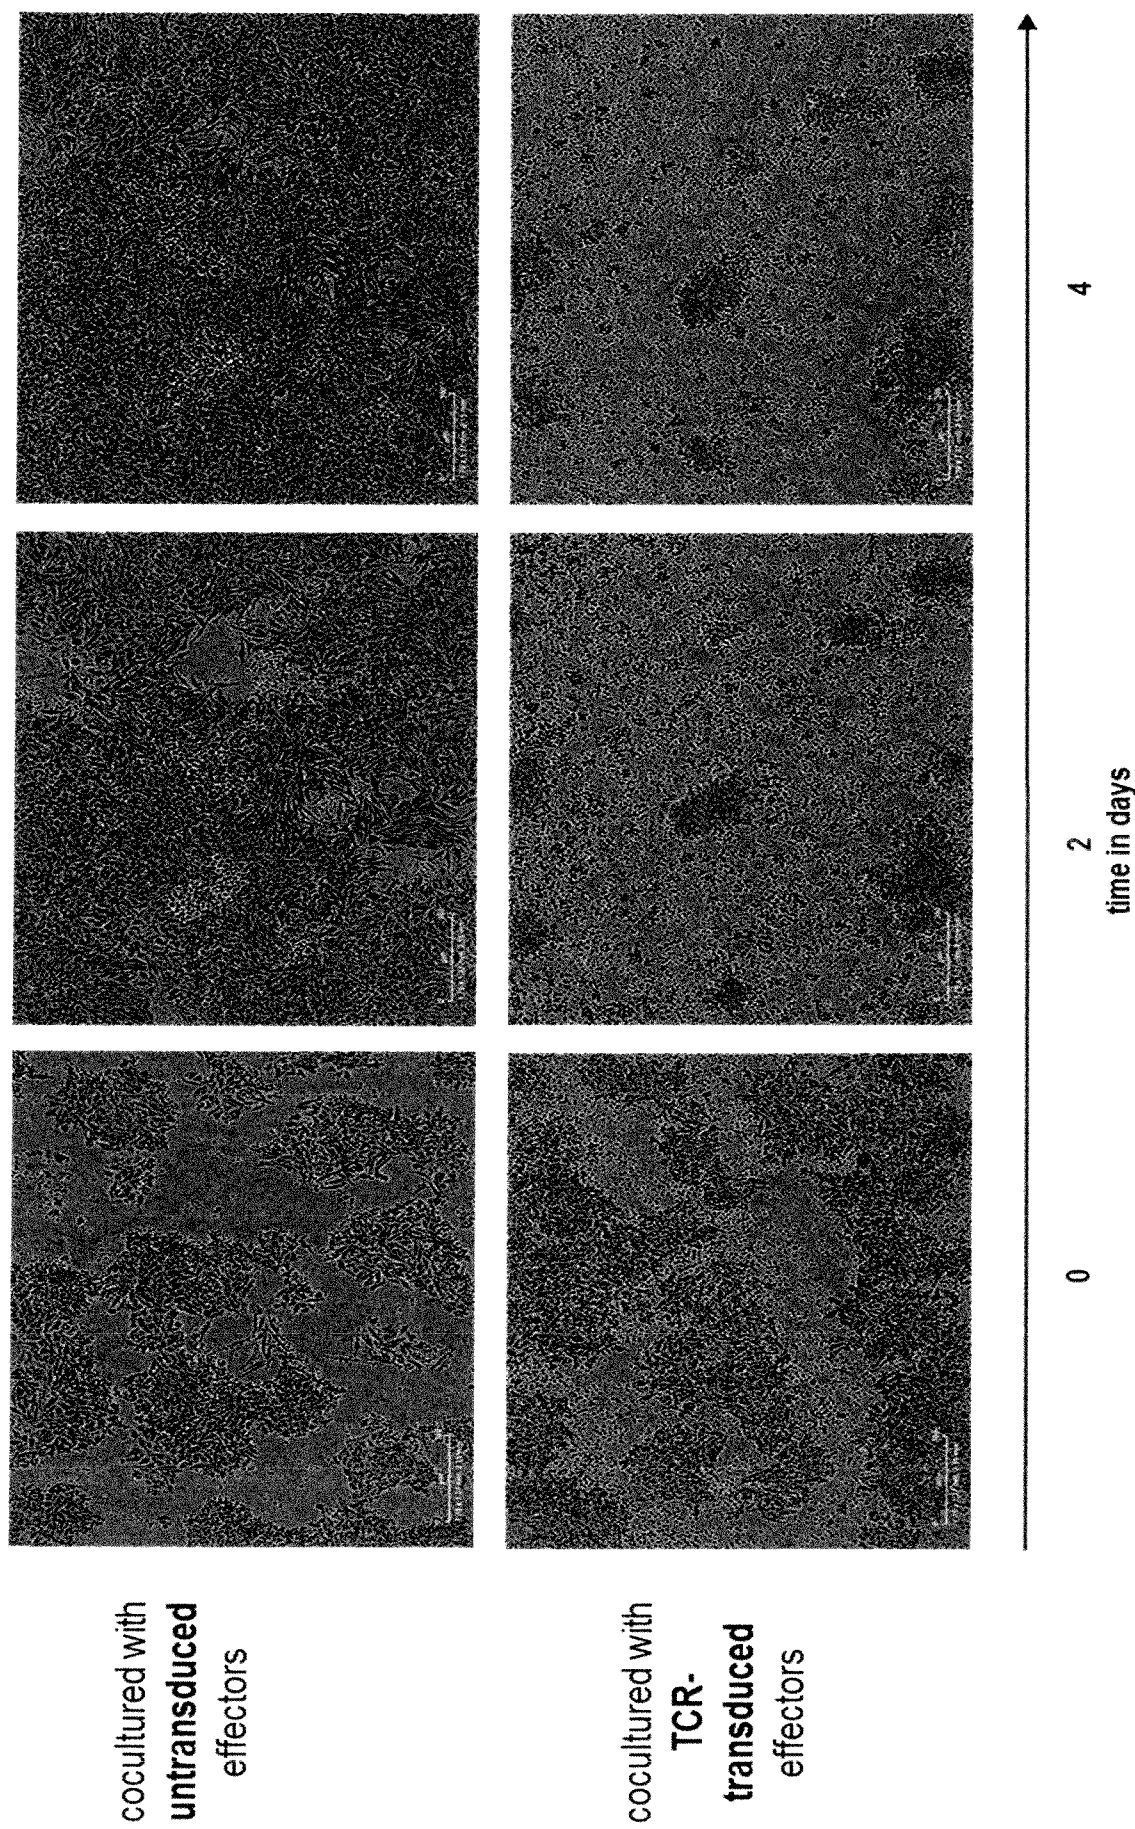 cocultured with
untransduced
effectors
cocultured with
TCR-
transduced
effectors
0
2
4
time in days